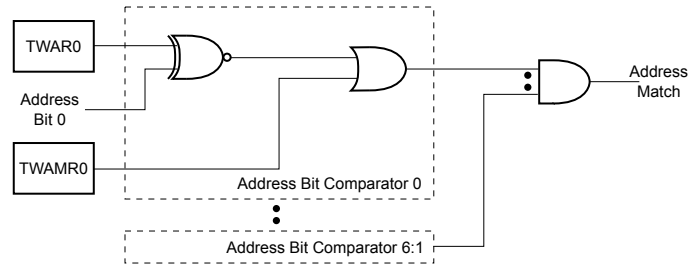 TWAR0
Address
Bit 0
TWAMR0
Address Bit Comparator 0
Address Bit Comparator 6:1
Address
Match